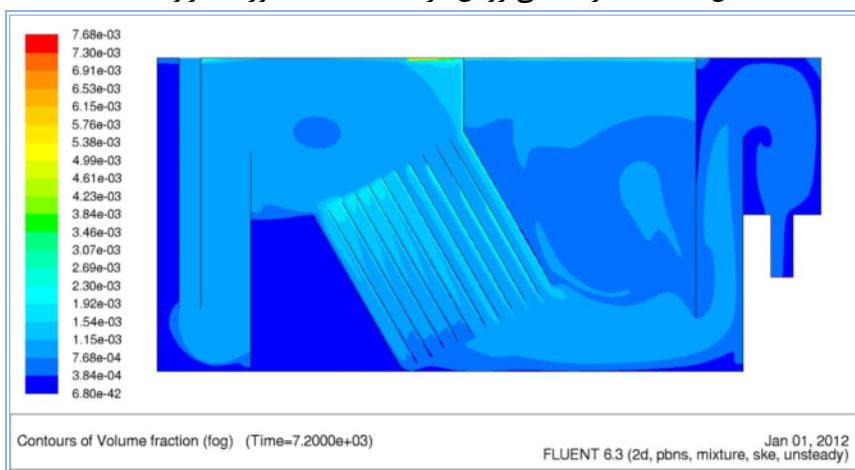 7.68e-03
7.30e-03
6.91e-03
6.53e-03
6.15e-03
5.76e-03
5.38e-03
4.99e-03
4.61e-03
4.23e-03
3.84e-03
3.46e-03
3.07e-03
2.69e-03
2.30e-03
1.92e-03
1.54e-03
1.15e-03
7.68e-04
3.84e-04
6.80e-42
Contours of Volume fraction (fog) (Time=7.2000e+03)
Jan 01, 2012
FLUENT 6.3 (2d, pbns, mixture, ske, unsteady)